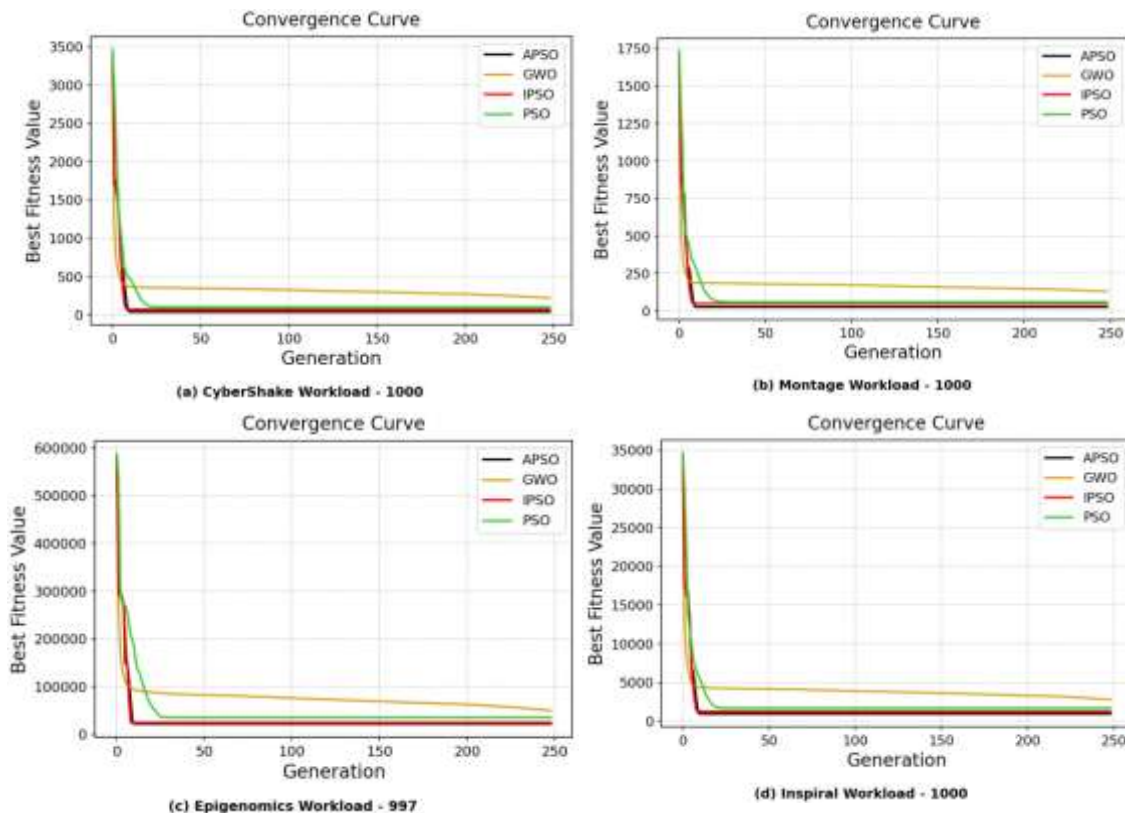 Convergence Curve
Best Fitness Value
3500
3000
2500
2000
1500
1000
500
0
APSO
GWO
IPSO
PSO
0 50 100 150 200 250
Generation
(a) CyberShake Workload - 1000
Convergence Curve
Best Fitness Value
1750
1500
1250
1000
750
500
250
0
APSO
GWO
IPSO
PSO
0 50 100 150 200 250
Generation
(b) Montage Workload - 1000
Convergence Curve
Best Fitness Value
600000
500000
400000
300000
200000
100000
0
APSO
GWO
IPSO
PSO
0 50 100 150 200 250
Generation
(c) Epigenomics Workload - 997
Convergence Curve
Best Fitness Value
35000
30000
25000
20000
15000
10000
5000
0
APSO
GWO
IPSO
PSO
0 50 100 150 200 250
Generation
(d) Inspiral Workload - 1000